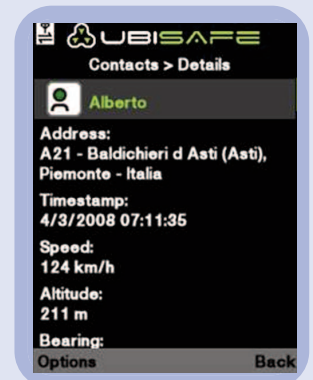 UBISAFE
Contacts > Details
Alberto
Address:
A21 - Baldichieri d Asti (Asti),
Piemonte - Italia
Timestamp:
4/3/2008 07:11:35
Speed:
124 km/h
Altitude:
211 m
Bearing:
Options Back